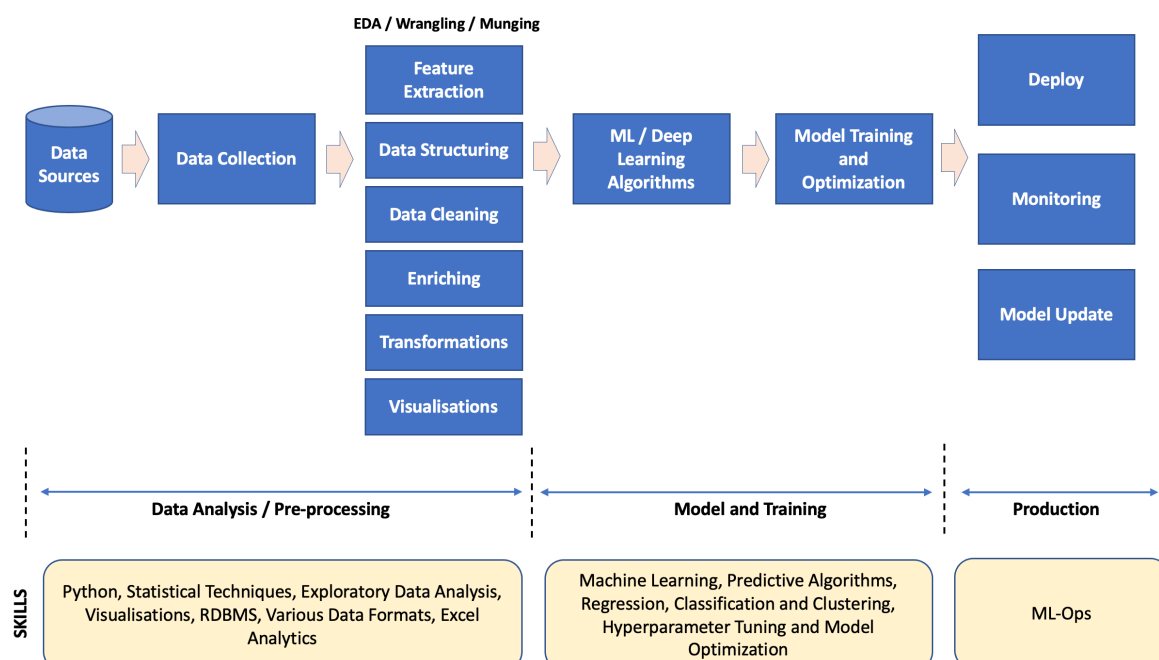 EDA / Wrangling / Munging
Data
Sources
Data Collection
Feature
Extraction
Data Structuring
Data Cleaning
Enriching
Transformations
Visualisations
ML / Deep
Learning
Algorithms
Model Training
and
Optimization
Deploy
Monitoring
Model Update
Data Analysis / Pre-processing
Model and Training
Production
SKILLS
Python, Statistical Techniques, Exploratory Data Analysis,
Visualisations, RDBMS, Various Data Formats, Excel
Analytics
Machine Learning, Predictive Algorithms,
Regression, Classification and Clustering,
Hyperparameter Tuning and Model
Optimization
ML-Ops